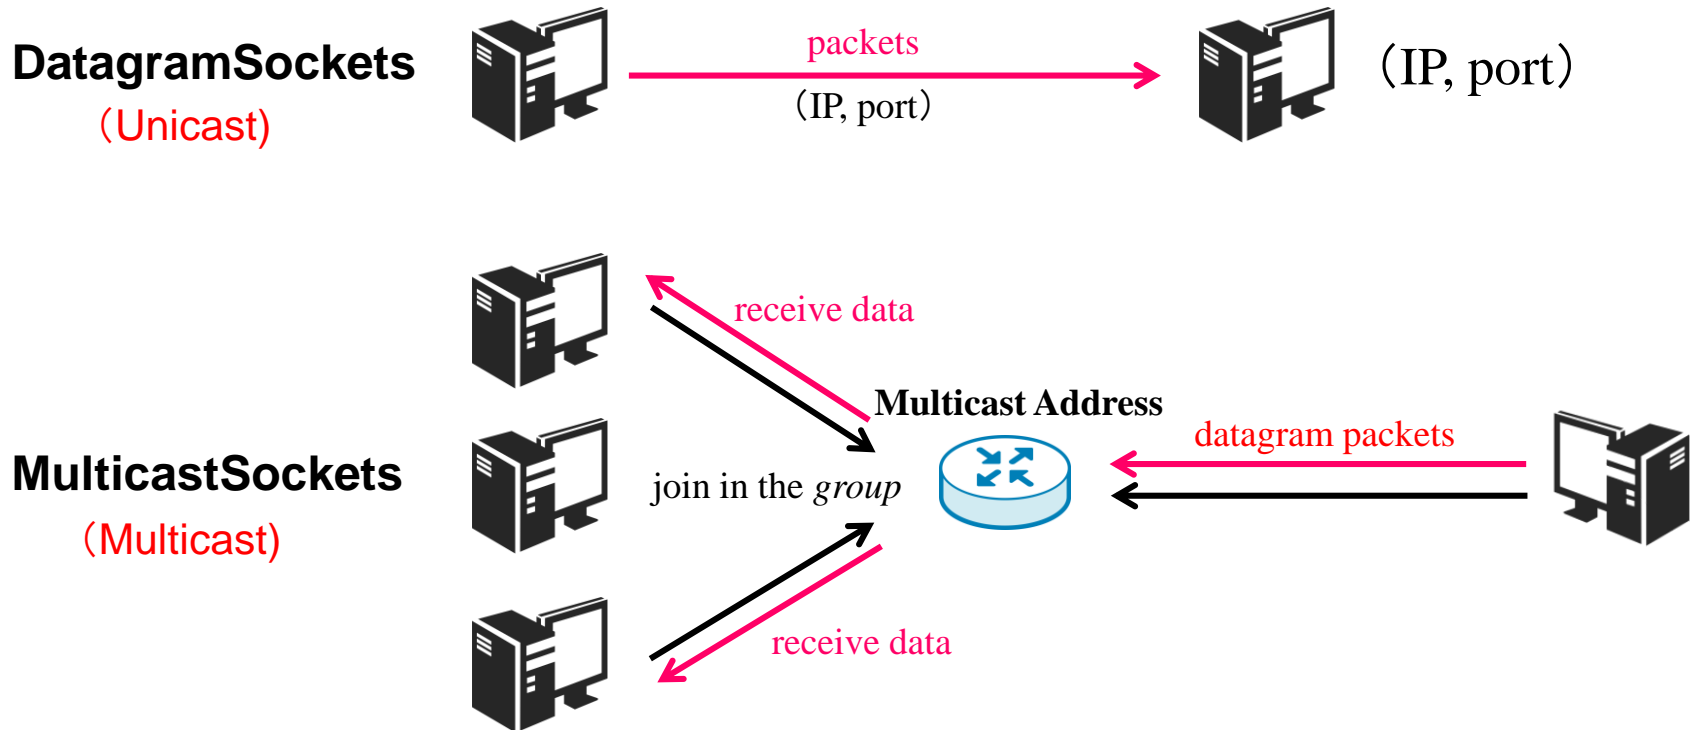 DatagramSockets
（Unicast)
packets
（IP, port）
（IP, port）
receive data
Multicast Address
datagram packets
MulticastSockets
（Multicast)
join in the group
receive data